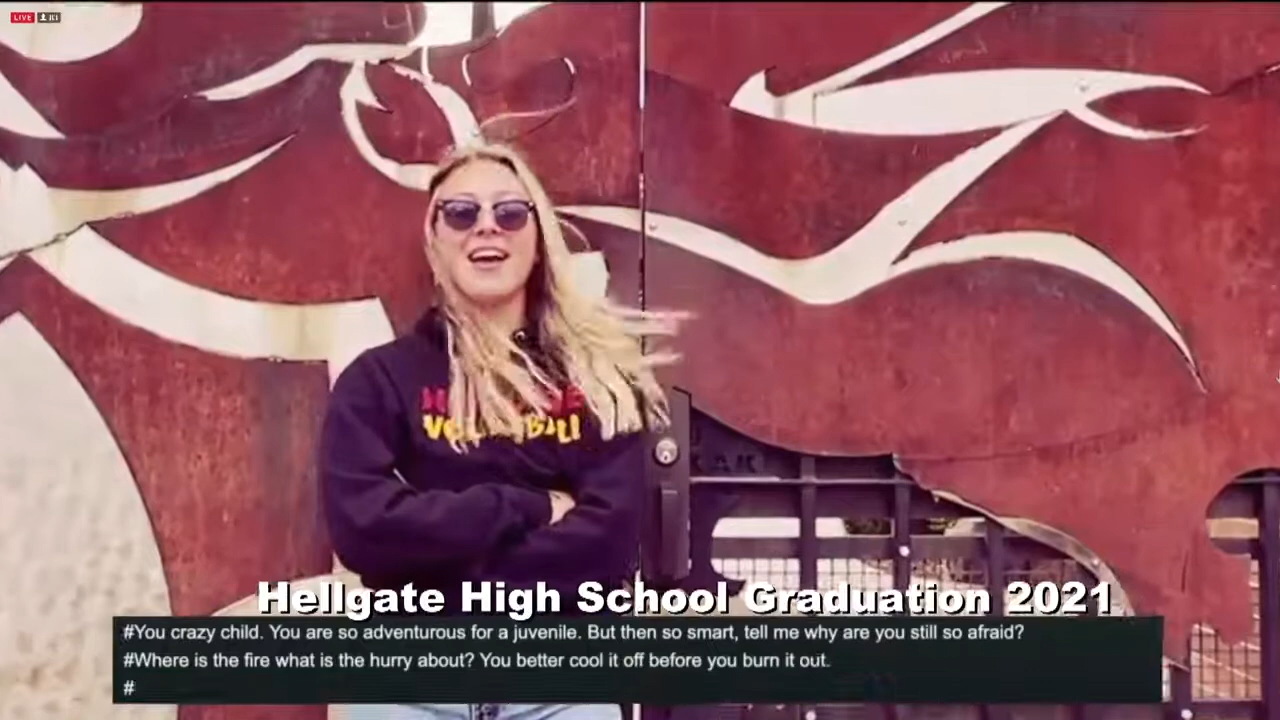 LIVE
VOLLEYBALL
Hellgate High School Graduation 2021
#You crazy child. You are so adventurous for a juvenile. But then so smart, tell me why are you still so afraid?
#Where is the fire what is the hurry about? You better cool it off before you burn it out.
#